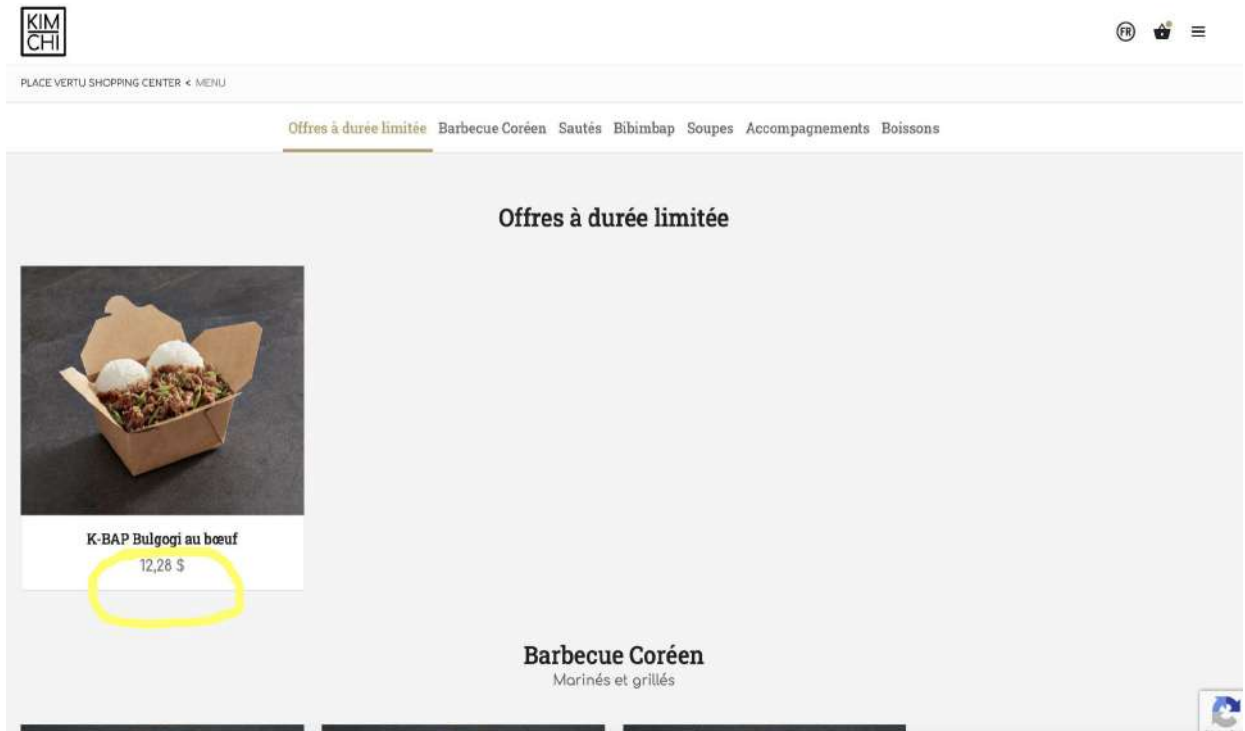 KIM
CHI
FR
PLACE VERTU SHOPPING CENTER < MENU
Offres à durée limitée Barbecue Coréen Sautés Bibimbap Soupes Accompagnements Boissons
Offres à durée limitée
K-BAP Bulgogi au bœuf
12,28 $
Barbecue Coréen
Marinés et grillés